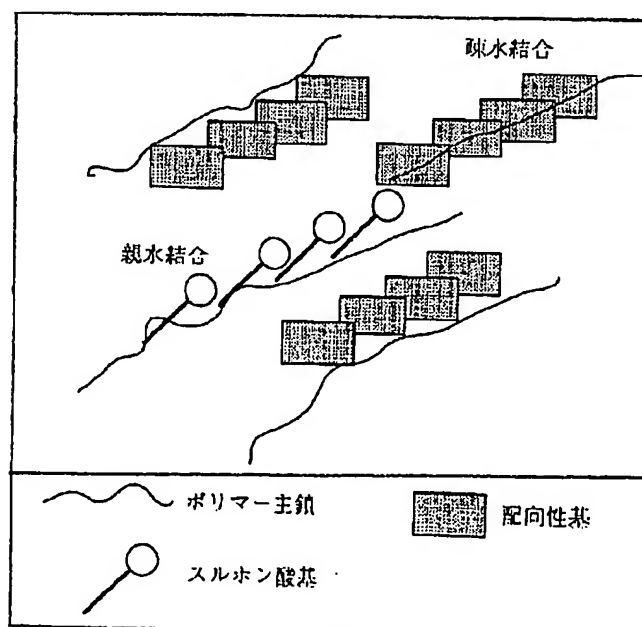 疎水結合
親水結合
ポリマー主鎖
配向性基
スルホン酸基